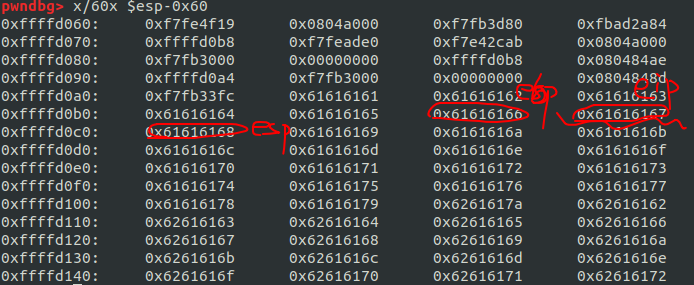 pwndbg> x/60x $esp-0x60
0xffffd060: 0xf7fe4f19 0x0804a000 0xf7fb3d80 0xfbad2a84
0xffffd070: 0xffffd0b8 0xf7feade0 0xf7e42cab 0x0804a000
0xffffd080: 0xf7fb3000 0x00000000 0xffffd0b8 0x080484ae
0xffffd090: 0xffffd0a4 0xf7fb3000 0x00000000 0x0804848d
0xffffd0a0: 0xf7fb33fc 0x61616161 0x61616162 0x61616163
0xffffd0b0: 0x61616164 0x61616165 0x61616166 0x61616167
0xffffd0c0: 0x61616168 esp 0x61616169 0x6161616a 0x6161616b
0xffffd0d0: 0x6161616c 0x6161616d 0x6161616e 0x6161616f
0xffffd0e0: 0x61616170 0x61616171 0x61616172 0x61616173
0xffffd0f0: 0x61616174 0x61616175 0x61616176 0x61616177
0xffffd100: 0x61616178 0x61616179 0x6261617a 0x62616162
0xffffd110: 0x62616163 0x62616164 0x62616165 0x62616166
0xffffd120: 0x62616167 0x62616168 0x62616169 0x6261616a
0xffffd130: 0x6261616b 0x6261616c 0x6261616d 0x6261616e
0xffffd140: 0x6261616f 0x62616170 0x62616171 0x62616172